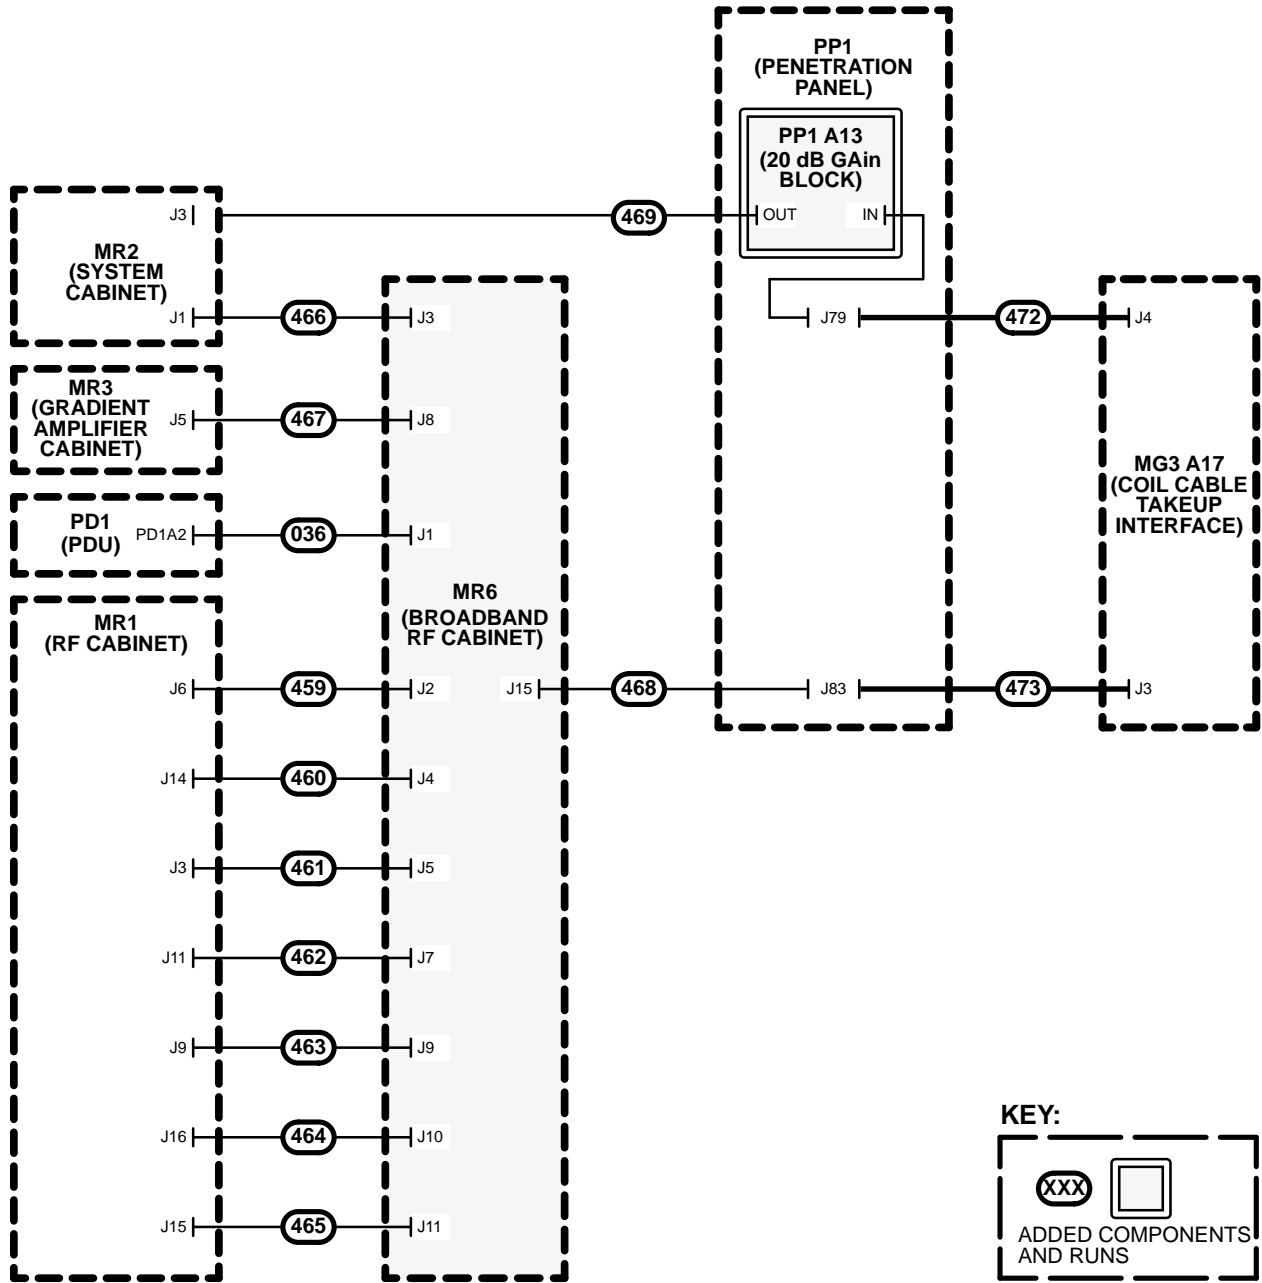 PP1
(PENETRATION
PANEL)
PP1 A13
(20 dB GAin
BLOCK)
OUT
IN
J3
469
MR2
(SYSTEM
CABINET)
J1
466
J3
J79
472
J4
MR3
(GRADIENT
AMPLIFIER
CABINET)
J5
467
J8
MG3 A17
(COIL CABLE
TAKEUP
INTERFACE)
PD1
(PDU)
PD1A2
036
J1
MR6
(BROADBAND
RF CABINET)
MR1
(RF CABINET)
J6
459
J2
J15
468
J83
473
J3
J14
460
J4
J3
461
J5
J11
462
J7
J9
463
J9
J16
464
J10
J15
465
J11
KEY:
XXX
ADDED COMPONENTS
AND RUNS